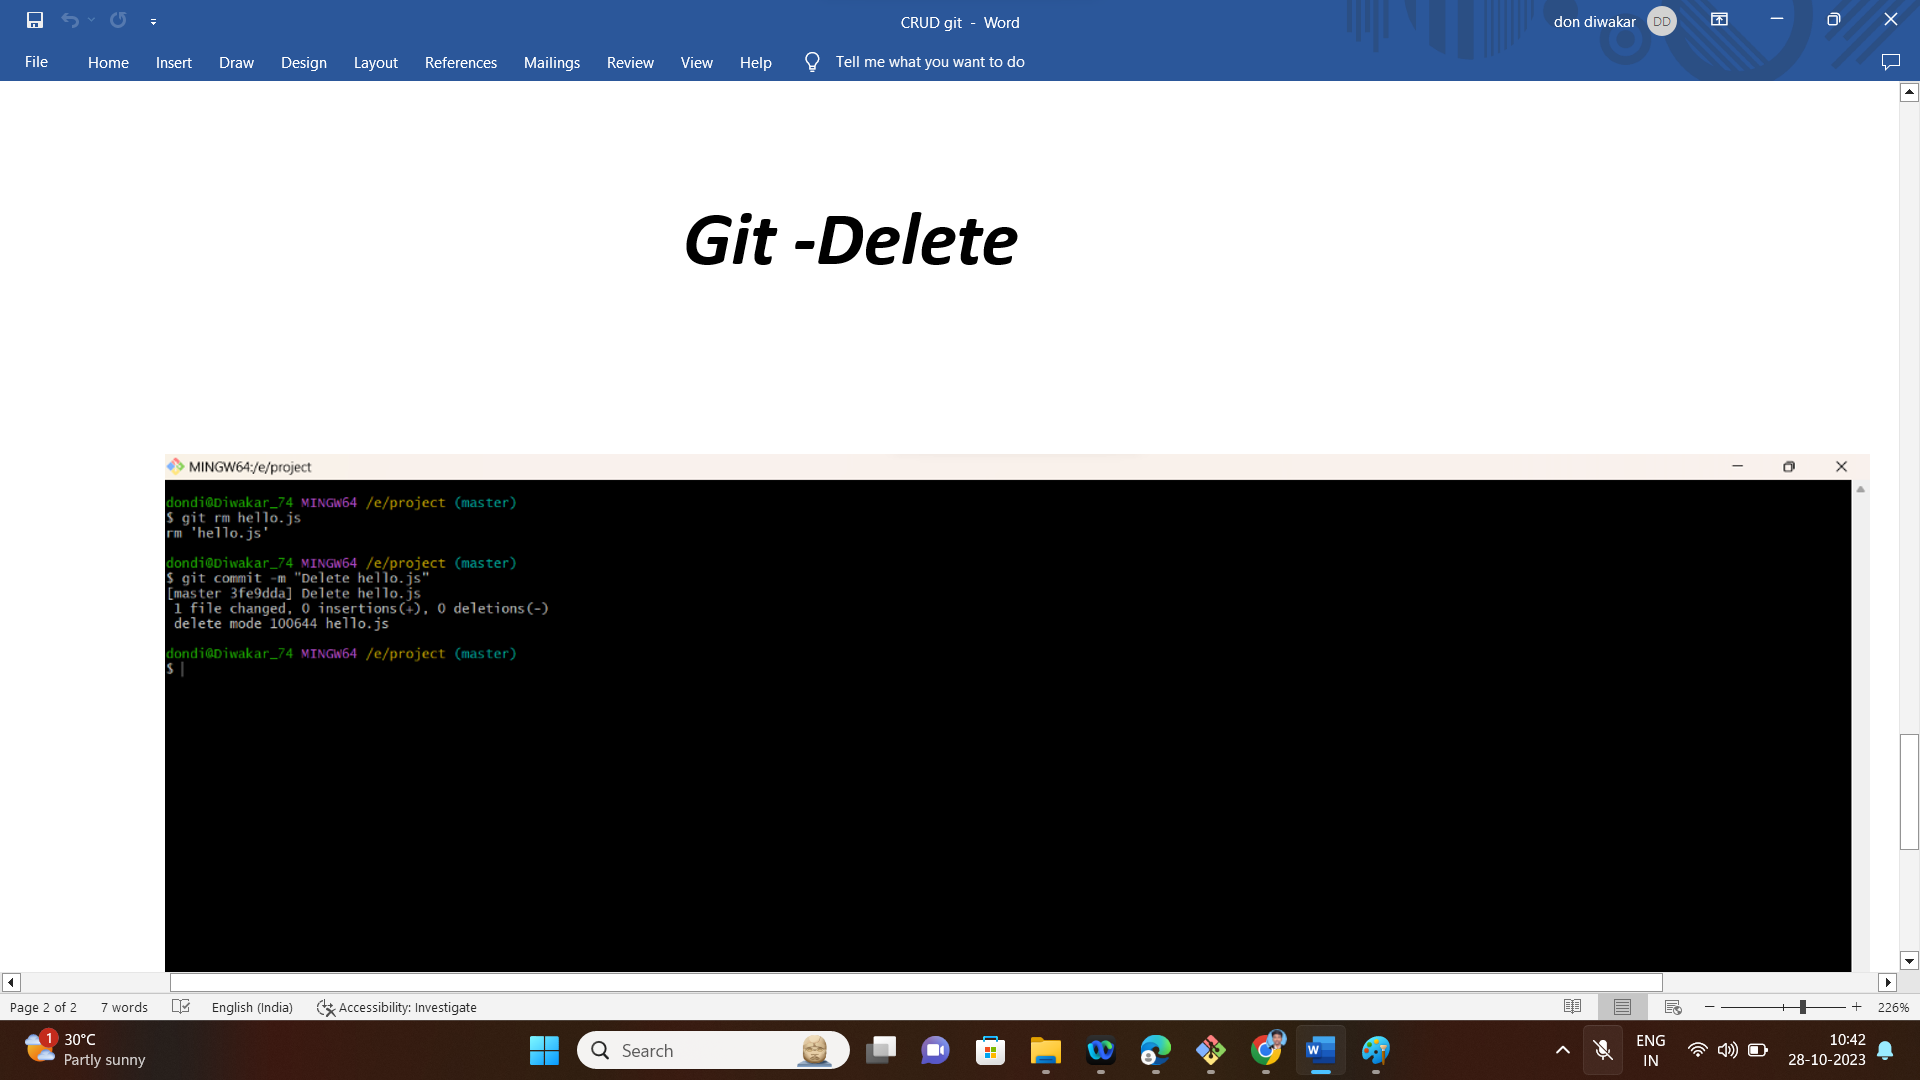 CRUD git - Word
don diwakar DD
File Home Insert Draw Design Layout References Mailings Review View Help Tell me what you want to do
Git -Delete
MINGW64:/e/project
dondi@Diwakar_74 MINGW64 /e/project (master)
$ git rm hello.js
rm 'hello.js'
dondi@Diwakar_74 MINGW64 /e/project (master)
$ git commit -m "Delete hello.js"
[master 3fe9dda] Delete hello.js
1 file changed, 0 insertions(+), 0 deletions(-)
delete mode 100644 hello.js
dondi@Diwakar_74 MINGW64 /e/project (master)
$
Page 2 of 2 7 words English (India) Accessibility: Investigate 226%
1 30°C
Partly sunny
Search
ENG
IN
10:42
28-10-2023